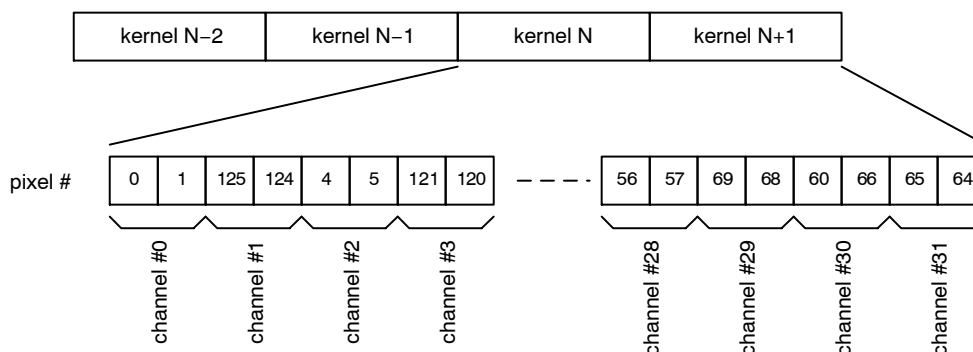 kernel N−2 kernel N−1 kernel N kernel N+1
pixel # 0 1 125 124 4 5 121 120 56 57 69 68 60 66 65 64
channel #0 channel #1 channel #2 channel #3 channel #28 channel #29 channel #30 channel #31